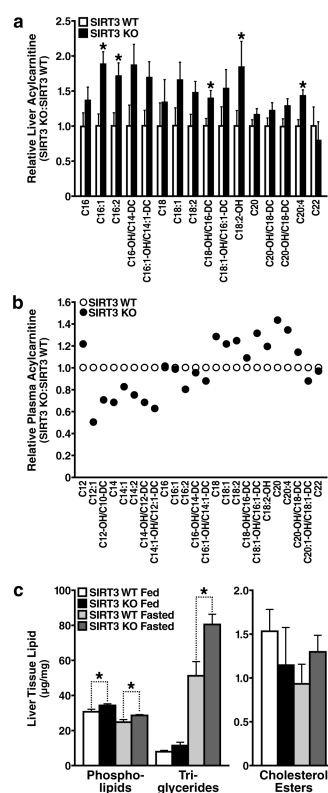 a
SIRT3 WT
SIRT3 KO
Relative Liver Acylcarnitine
(SIRT3 KO:SIRT3 WT)
2.5
2.0
1.5
1.0
0.5
0
* * * * *
C16
C16:1
C16:2
C16-OH/C14-DC
C16:1-OH/C14:1-DC
C18
C18:1
C18:2
C18-OH/C16-DC
C18:1-OH/C16:1-DC
C18:2-OH
C20
C20-OH/C18-DC
C20-OH/C18-DC
C20:4
C22
b
SIRT3 WT
SIRT3 KO
Relative Plasma Acylcarnitine
(SIRT3 KO:SIRT3 WT)
1.6
1.4
1.2
1.0
0.8
0.6
0.4
0.2
0
C12
C12:1
C12-OH/C10-DC
C14
C14:1
C14:2
C14-OH/C12-DC
C14:1-OH/C12:1-DC
C16
C16:1
C16:2
C16-OH/C14-DC
C16:1-OH/C14:1-DC
C18
C18:1
C18:2
C18-OH/C16-DC
C18:1-OH/C16:1-DC
C18:2-OH
C20
C20:4
C20-OH/C18-DC
C20:1-OH/C18:1-DC
C22
c
SIRT3 WT Fed
SIRT3 KO Fed
SIRT3 WT Fasted
SIRT3 KO Fasted
Liver Tissue Lipid
(µg/mg)
100
80
60
40
20
0
* * *
Phospho-
lipids
Tri-
glycerides
2.0
1.5
1.0
0.5
0
Cholesterol
Esters